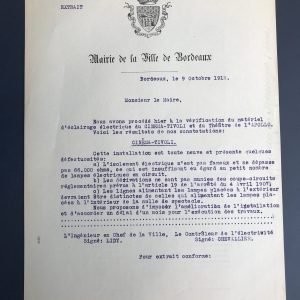 EXTRAIT
Mairie de la Ville de Bordeaux
Bordeaux, le 9 Octobre 1912.
Monsieur le Maire,
Nous avons procédé hier à la vérification du matériel
d'éclairage électrique du CINEMA-TIVOLI et du Théâtre de l'APOLLO.
Voici les résultats de nos constatations:
CINEMA-TIVOLI.
Cette installation est toute neuve et présente quelques
défectuosités:
a) L'isolement électrique n'est pas fameux et ne dépasse
pas 66.000 ohms, ce qui est insuffisant eu égard au petit nombre
de lampes électriques en circuit.
b) Les dérivations ne sont pas munies des coupe-circuits
réglementaires prévus à l'article 19 de l'arrêté du 4 Avril 1907;
c) Les lignes alimentant les lampes placées à l'extérieur
devraient être distinctes de celles qui alimentent les lampes pla-
cées à l'intérieur de la salle de spectacle.
Nous proposons d'imposer l'amélioration de l'installation
et d'accorder un délai d'un mois pour l'exécution des travaux.
L'Ingénieur en Chef de la Ville, Le Contrôleur de l'Electricité
Signé: Signé: CHEVALLIER.
Pour extrait conforme: